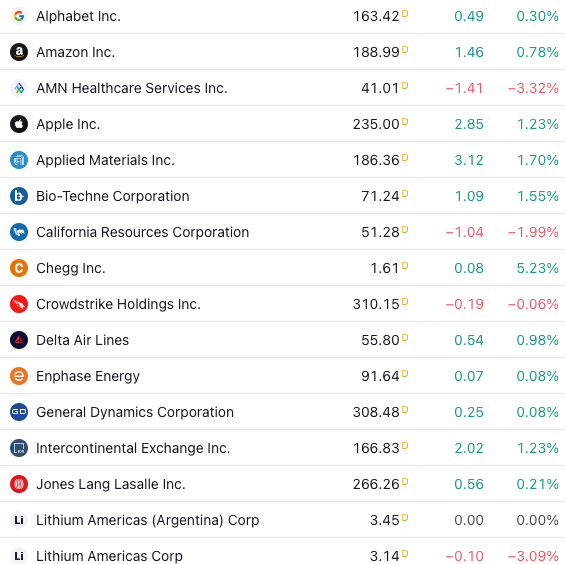 Alphabet Inc. 163.42 D 0.49 0.30%
a Amazon Inc. 188.99 D 1.46 0.78%
AMN Healthcare Services Inc. 41.01 D −1.41 −3.32%
Apple Inc. 235.00 D 2.85 1.23%
Applied Materials Inc. 186.36 D 3.12 1.70%
b Bio-Techne Corporation 71.24 D 1.09 1.55%
California Resources Corporation 51.28 D −1.04 −1.99%
C Chegg Inc. 1.61 D 0.08 5.23%
Crowdstrike Holdings Inc. 310.15 D −0.19 −0.06%
Delta Air Lines 55.80 D 0.54 0.98%
Enphase Energy 91.64 D 0.07 0.08%
GD General Dynamics Corporation 308.48 D 0.25 0.08%
Intercontinental Exchange Inc. 166.83 D 2.02 1.23%
Jones Lang Lasalle Inc. 266.26 D 0.56 0.21%
Li Lithium Americas (Argentina) Corp 3.45 D 0.00 0.00%
Li Lithium Americas Corp 3.14 D −0.10 −3.09%